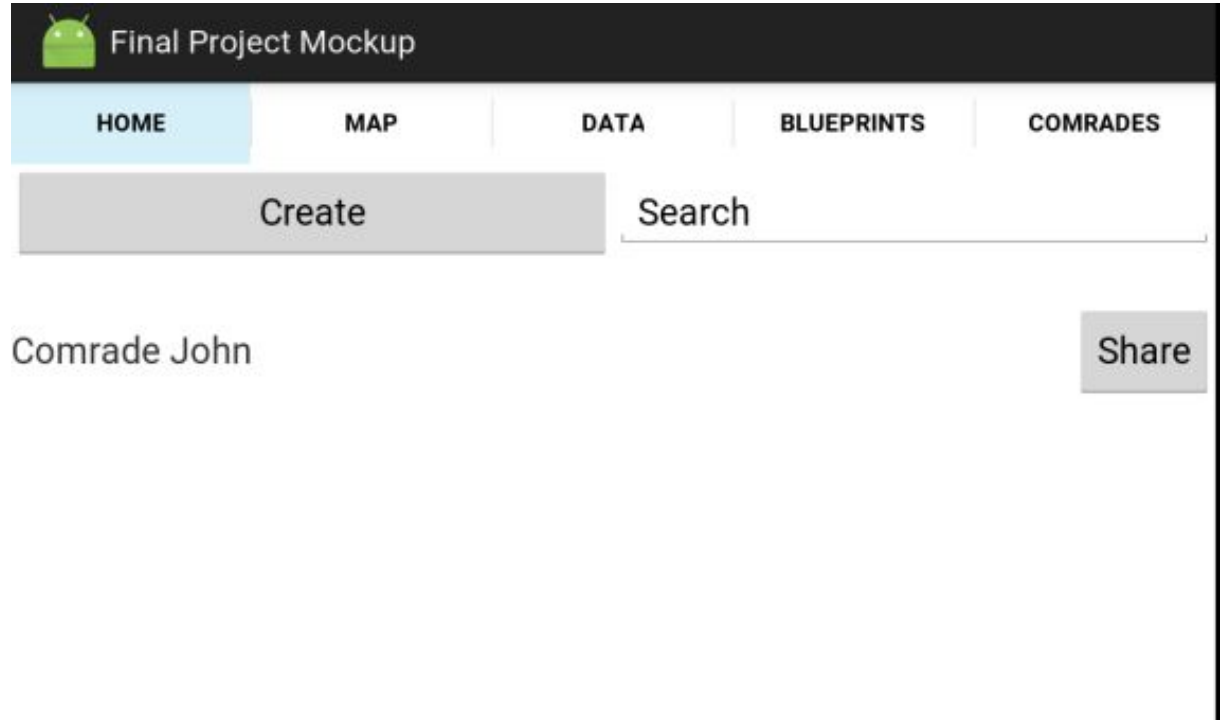 Final Project Mockup
HOME MAP DATA BLUEPRINTS COMRADES
Create Search
Comrade John Share